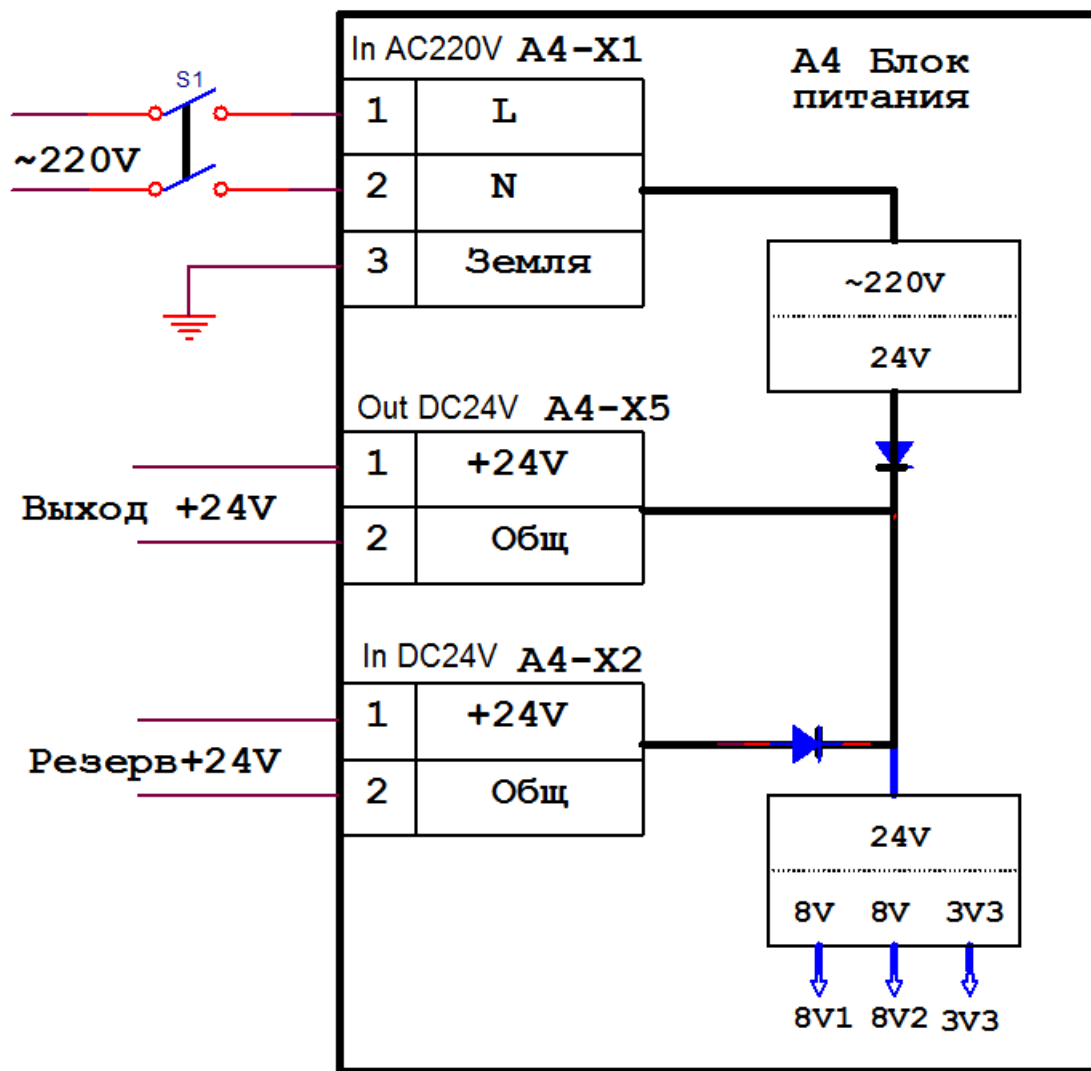 In AC220V A4-X1
A4 Блок
питания
S1
1 L
~220V
2 N
3 Земля
~220V
24V
Out DC24V A4-X5
1 +24V
Выход +24V
2 Общ
In DC24V A4-X2
1 +24V
Резерв+24V
2 Общ
24V
8V 8V 3V3
8V1 8V2 3V3